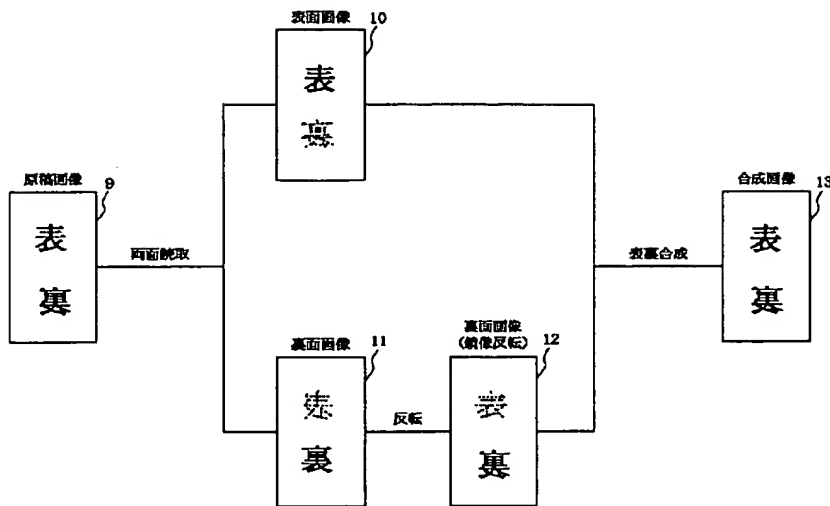 表面画像
10
表
裏
原稿画像
9
表
裏
両面読取
裏面画像
11
表
裏
反転
裏面画像
(鏡像反転)
12
表
裏
表裏合成
合成画像
13
表
裏